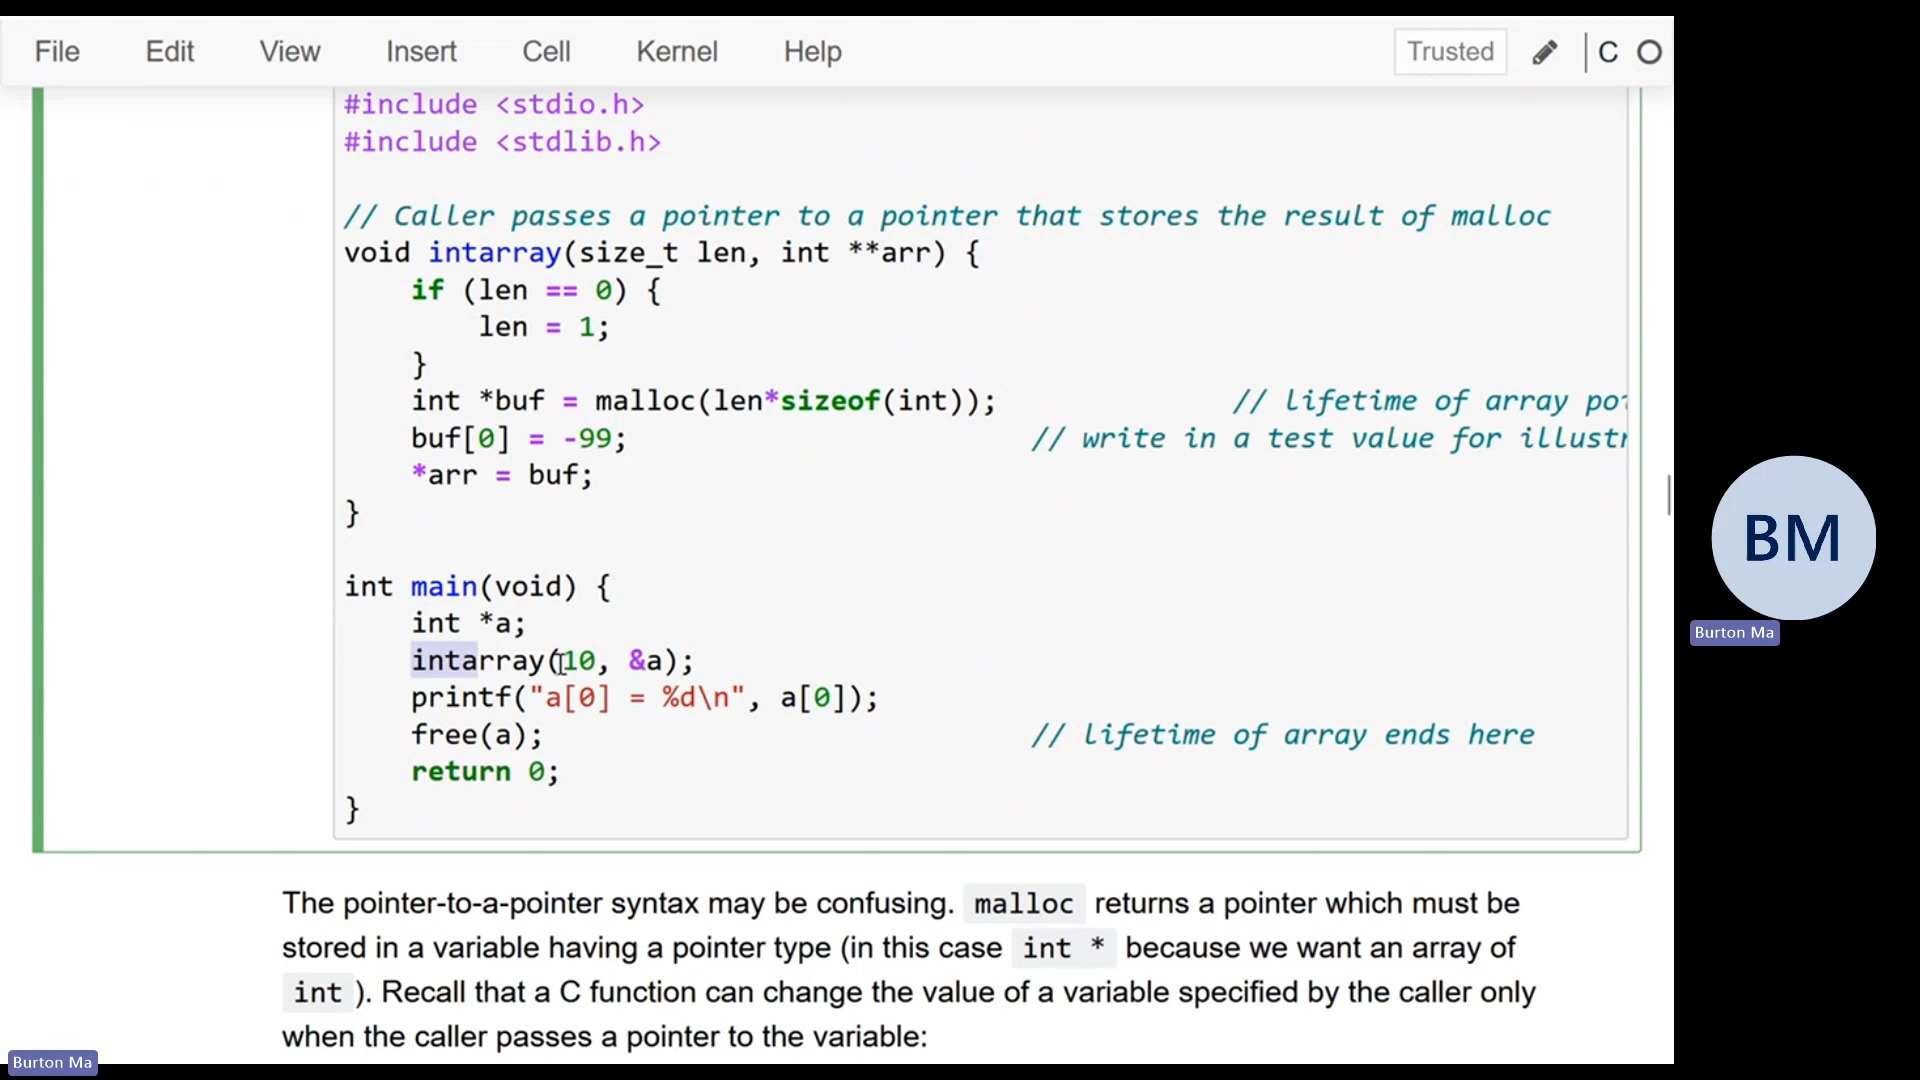 File Edit View Insert Cell Kernel Help Trusted C
#include <stdio.h>
#include <stdlib.h>
// Caller passes a pointer to a pointer that stores the result of malloc
void intarray(size_t len, int **arr) {
    if (len == 0) {
        len = 1;
    }
    int *buf = malloc(len*sizeof(int)); // lifetime of array
    buf[0] = -99; // write in a test value for
    *arr = buf;
}
int main(void) {
    int *a;
    intarray(10, &a);
    printf("a[0] = %d\n", a[0]);
    free(a); // lifetime of array ends here
    return 0;
}
The pointer-to-a-pointer syntax may be confusing. malloc returns a pointer which must be
stored in a variable having a pointer type (in this case int * because we want an array of
int ). Recall that a C function can change the value of a variable specified by the caller only
when the caller passes a pointer to the variable:
BM
Burton Ma
Burton Ma